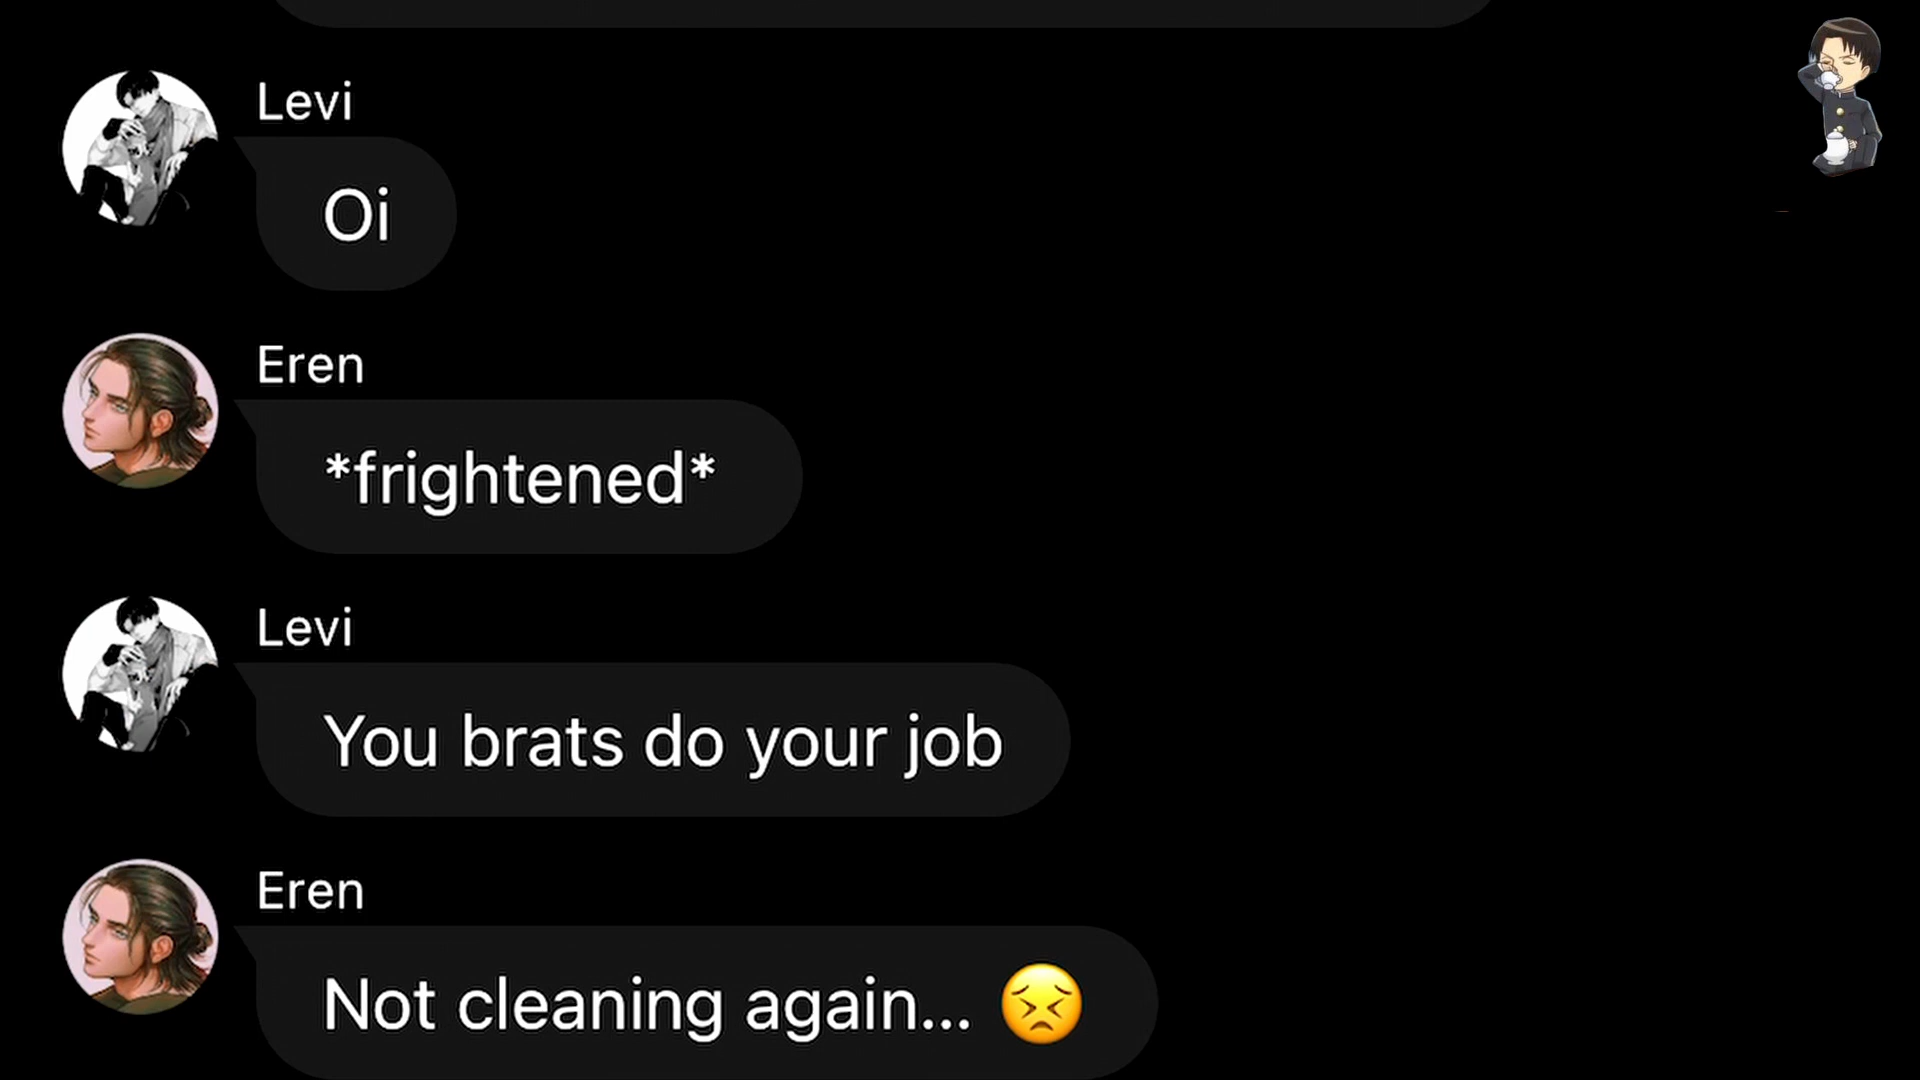 Levi
Oi
Eren
*frightened*
Levi
You brats do your job
Eren
Not cleaning again... 😣